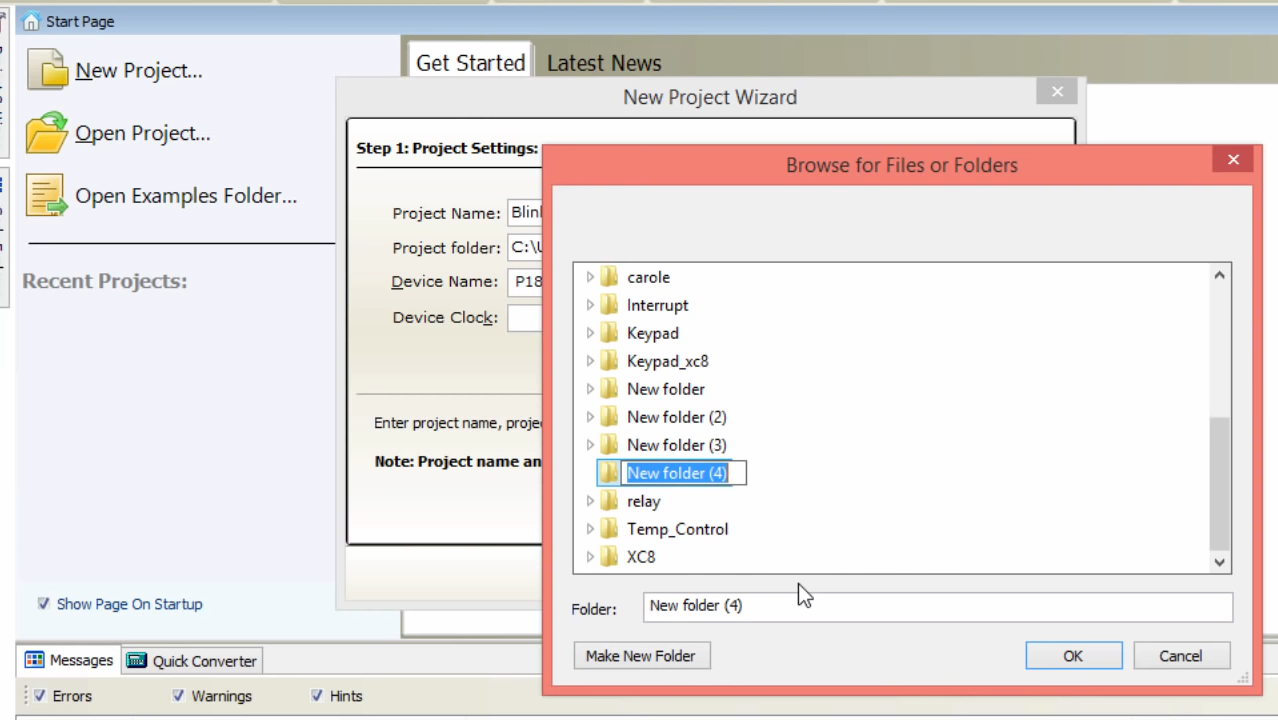 Start Page
New Project...
Open Project...
Open Examples Folder...
Recent Projects:
Show Page On Startup
Get Started Latest News
New Project Wizard
Step 1: Project Settings:
Project Name: Blin
Project folder: C:\U
Device Name: P18
Device Clock:
Enter project name, proje
Note: Project name an
Browse for Files or Folders
carole
Interrupt
Keypad
Keypad_xc8
New folder
New folder (2)
New folder (3)
New folder (4)
relay
Temp_Control
XC8
Folder: New folder (4)
Make New Folder OK Cancel
Messages Quick Converter
Errors Warnings Hints